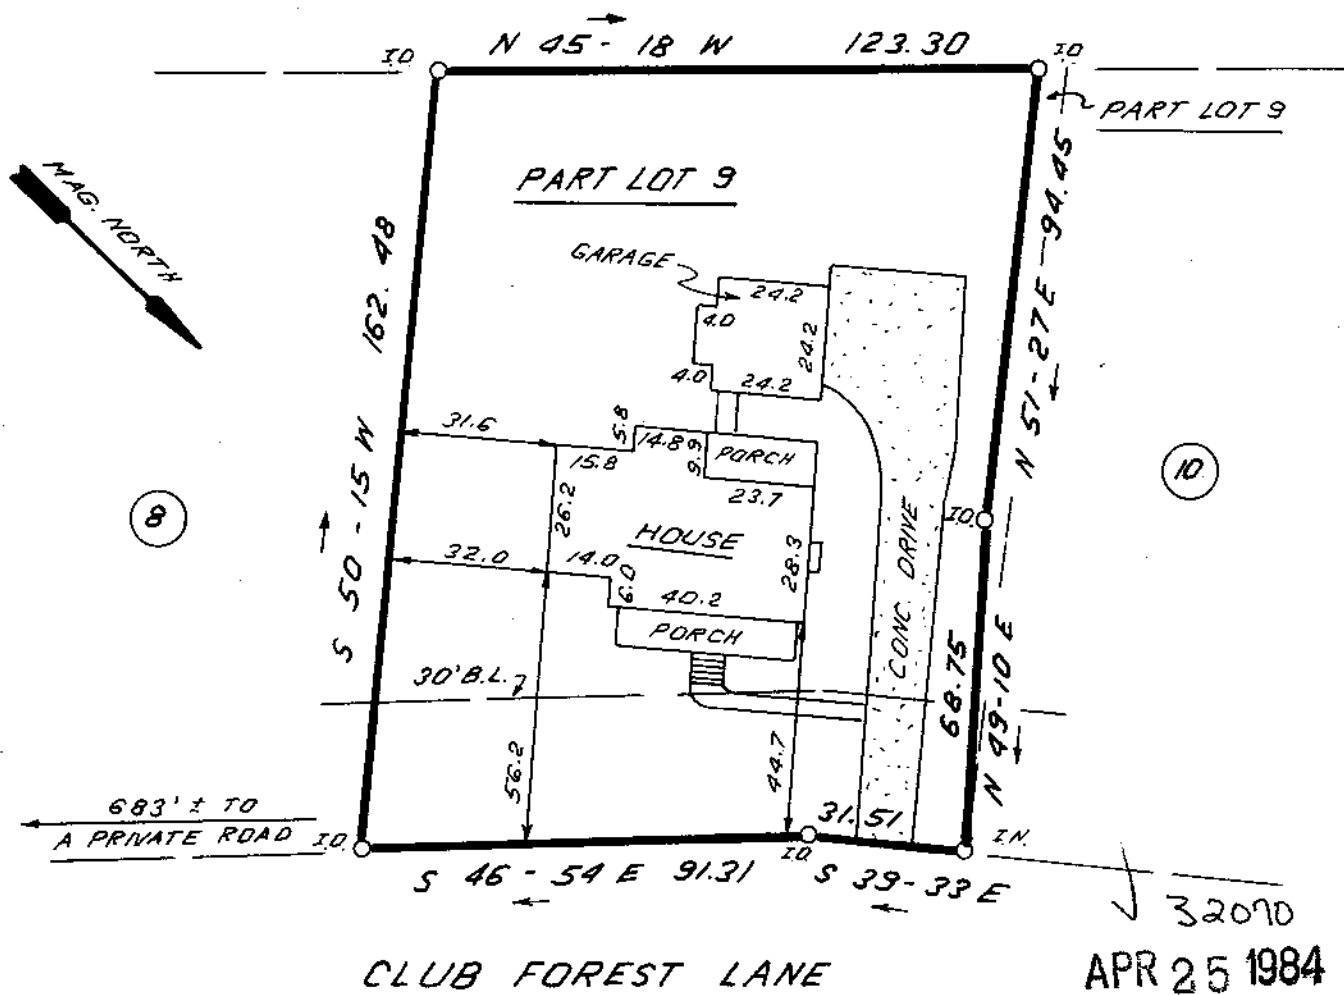 N 45-18 W 123.30
I.O.
I.O.
PART LOT 9
MAG. NORTH
PART LOT 9
N 51-27 E 94.45
S 50-15 W 162.48
GARAGE
24.2
4.0
24.2
4.0
24.2
31.6
15.8
5.8
14.8
9.9
PORCH
23.7
26.2
HOUSE
28.3
32.0
14.0
6.0
40.2
PORCH
CONC. DRIVE
I.O.
8
10
30' B.L.
56.2
44.7
68.75
N 49-10 E
683' ± TO
A PRIVATE ROAD
I.O.
31.51
I.O.
I.N.
S 46-54 E 91.31
S 39-33 E
32070
CLUB FOREST LANE
APR 25 1984